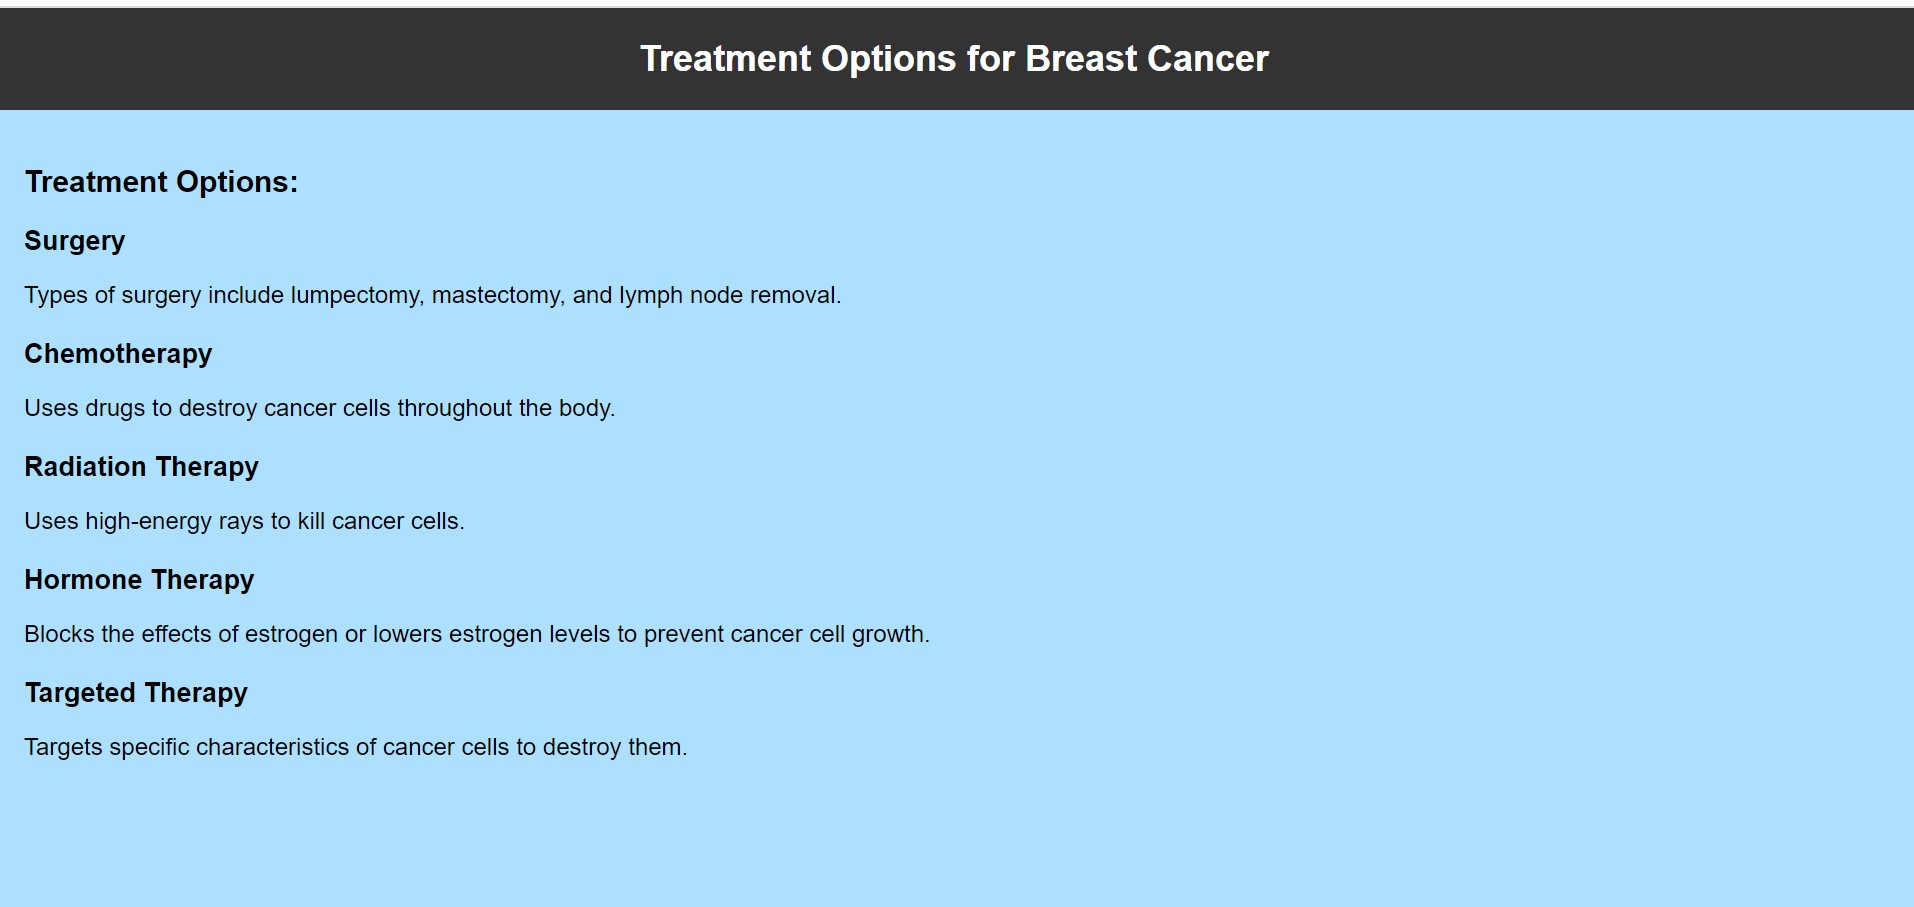 Treatment Options for Breast Cancer
Treatment Options:
Surgery
Types of surgery include lumpectomy, mastectomy, and lymph node removal.
Chemotherapy
Uses drugs to destroy cancer cells throughout the body.
Radiation Therapy
Uses high-energy rays to kill cancer cells.
Hormone Therapy
Blocks the effects of estrogen or lowers estrogen levels to prevent cancer cell growth.
Targeted Therapy
Targets specific characteristics of cancer cells to destroy them.